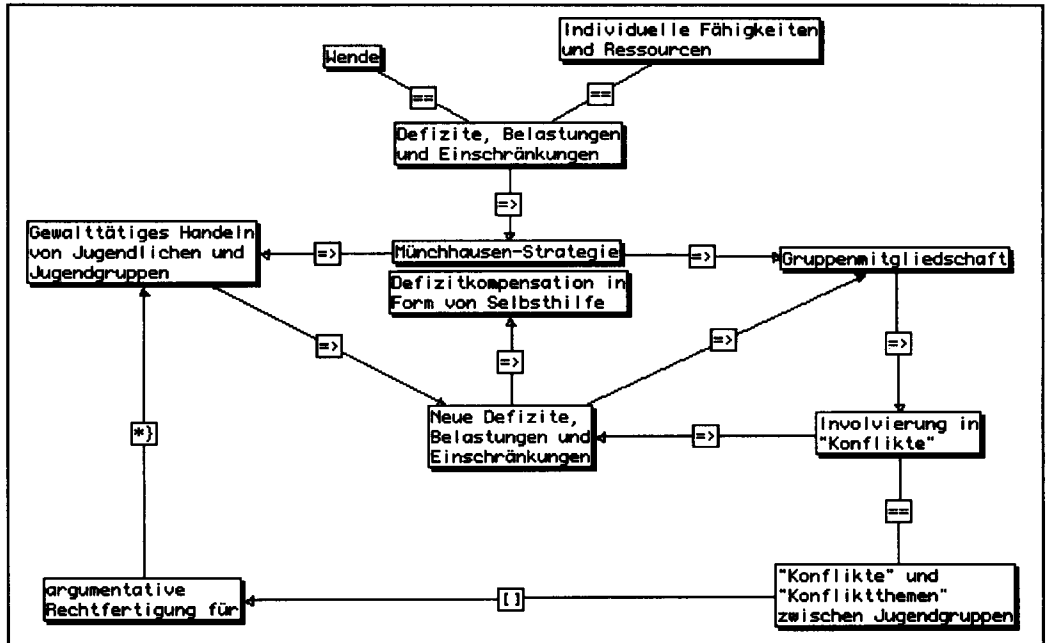 Individuelle Fähigkeiten
und Ressourcen
Wende
==
==
Defizite, Belastungen
und Einschränkungen
=>
Gewalttätiges Handeln
von Jugendlichen und
Jugendgruppen
=>
Münchhausen-Strategie
=>
Gruppenmitgliedschaft
Defizitkompensation in
Form von Selbsthilfe
=>
=>
=>
=>
Neue Defizite,
Belastungen und
Einschränkungen
*}
=>
Involvierung in
"Konflikte"
==
argumentative
Rechtfertigung für
[]
"Konflikte" und
"Konfliktthemen"
zwischen Jugendgruppen